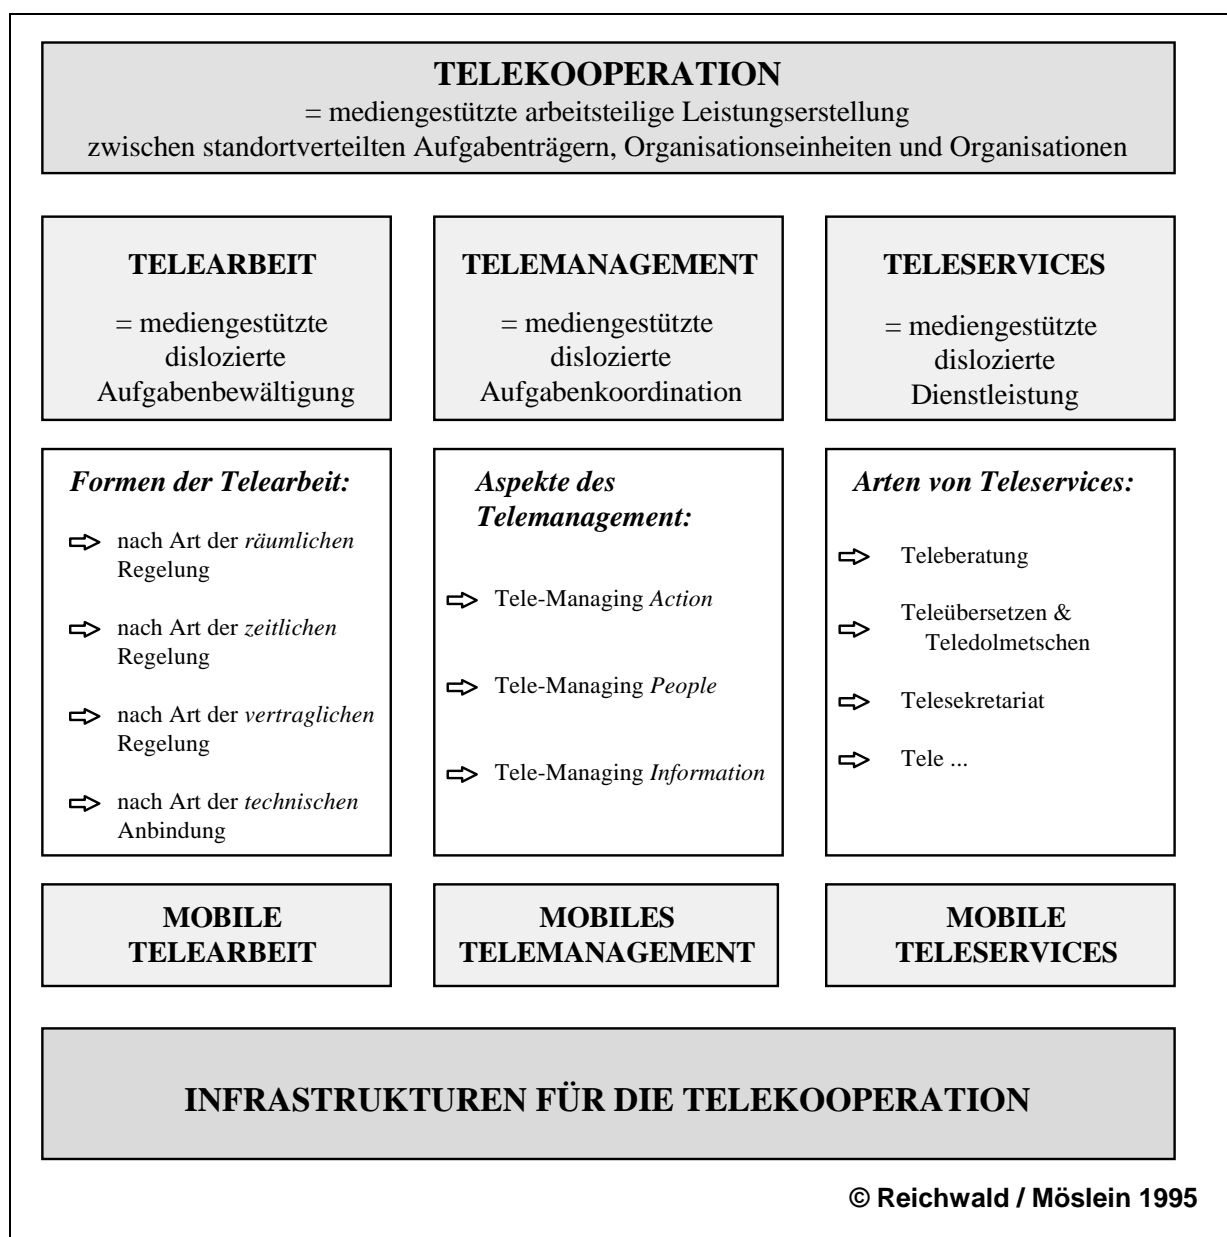 TELEKOOPERATION
= mediengestützte arbeitsteilige Leistungserstellung
zwischen standortverteilten Aufgabenträgern, Organisationseinheiten und Organisationen
TELEARBEIT
= mediengestützte
dislozierte
Aufgabenbewältigung
TELEMANAGEMENT
= mediengestützte
dislozierte
Aufgabenkoordination
TELESERVICES
= mediengestützte
dislozierte
Dienstleistung
Formen der Telearbeit:
⇨ nach Art der räumlichen
Regelung
⇨ nach Art der zeitlichen
Regelung
⇨ nach Art der vertraglichen
Regelung
⇨ nach Art der technischen
Anbindung
Aspekte des
Telemanagement:
⇨ Tele-Managing Action
⇨ Tele-Managing People
⇨ Tele-Managing Information
Arten von Teleservices:
⇨ Teleberatung
⇨ Teleübersetzen &
Teledolmetschen
⇨ Telesekretariat
⇨ Tele ...
MOBILE
TELEARBEIT
MOBILES
TELEMANAGEMENT
MOBILE
TELESERVICES
INFRASTRUKTUREN FÜR DIE TELEKOOPERATION
© Reichwald / Möslein 1995